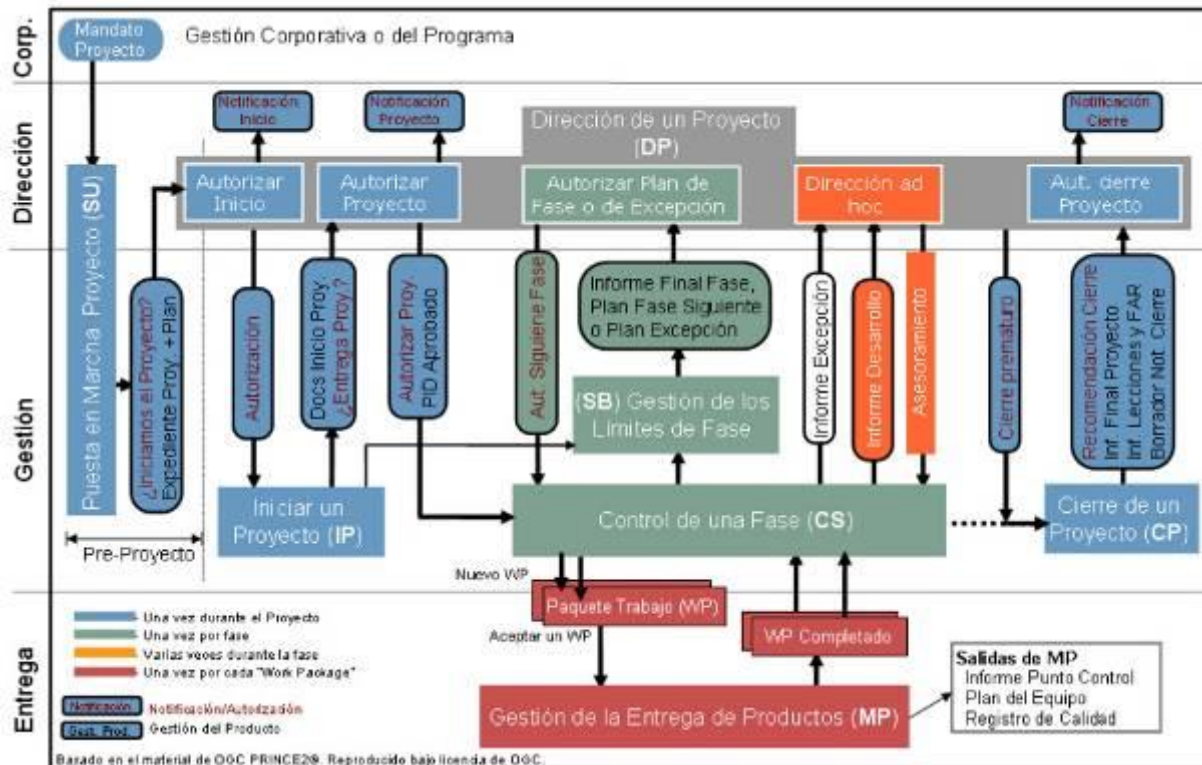 Corp.
Mandato
Proyecto
Gestión Corporativa o del Programa
Dirección
Notificación
Inicio
Notificación
Proyecto
Dirección de un Proyecto
(DP)
Notificación
Cierre
Autorizar
Inicio
Autorizar
Proyecto
Autorizar Plan de
Fase o de Excepción
Dirección ad
hoc
Aut. cierre
Proyecto
Gestión
Puesta en Marcha Proyecto (SU)
¿Iniciamos el Proyecto?
Expediente Proy. +Plan
Autorización
Docs Inicio Proy.
¿Entrega Proy ?
Autorizar Proy.
PID Aprobado
Aut. Siguiene Fase
Informe Final Fase,
Plan Fase Siguiente
o Plan Excepción
(SB) Gestión de los
Límites de Fase
Informe Excepción
Informe Desarrollo
Asesoramiento
Cierre prematuro
Recomendación Cierre
Inf. Final Proyecto
Inf. Lecciones y FAR
Borrador Not. Cierre
Iniciar un
Proyecto (IP)
Control de una Fase (CS)
Cierre de un
Proyecto (CP)
Pre-Proyecto
Entrega
Nuevo WP
Paquete Trabajo (WP)
Aceptar un WP
WP Completado
Gestión de la Entrega de Productos (MP)
Salidas de MP
Informe Punto Control
Plan del Equipo
Registro de Calidad
Una vez durante el Proyecto
Una vez por fase
Varias veces durante la fase
Una vez por cada "Work Package"
Notificación Notificación/Autorización
Gest. Prod. Gestión del Producto
Basado en el material de OGC PRINCE2®. Reproducido bajo licencia de OGC.